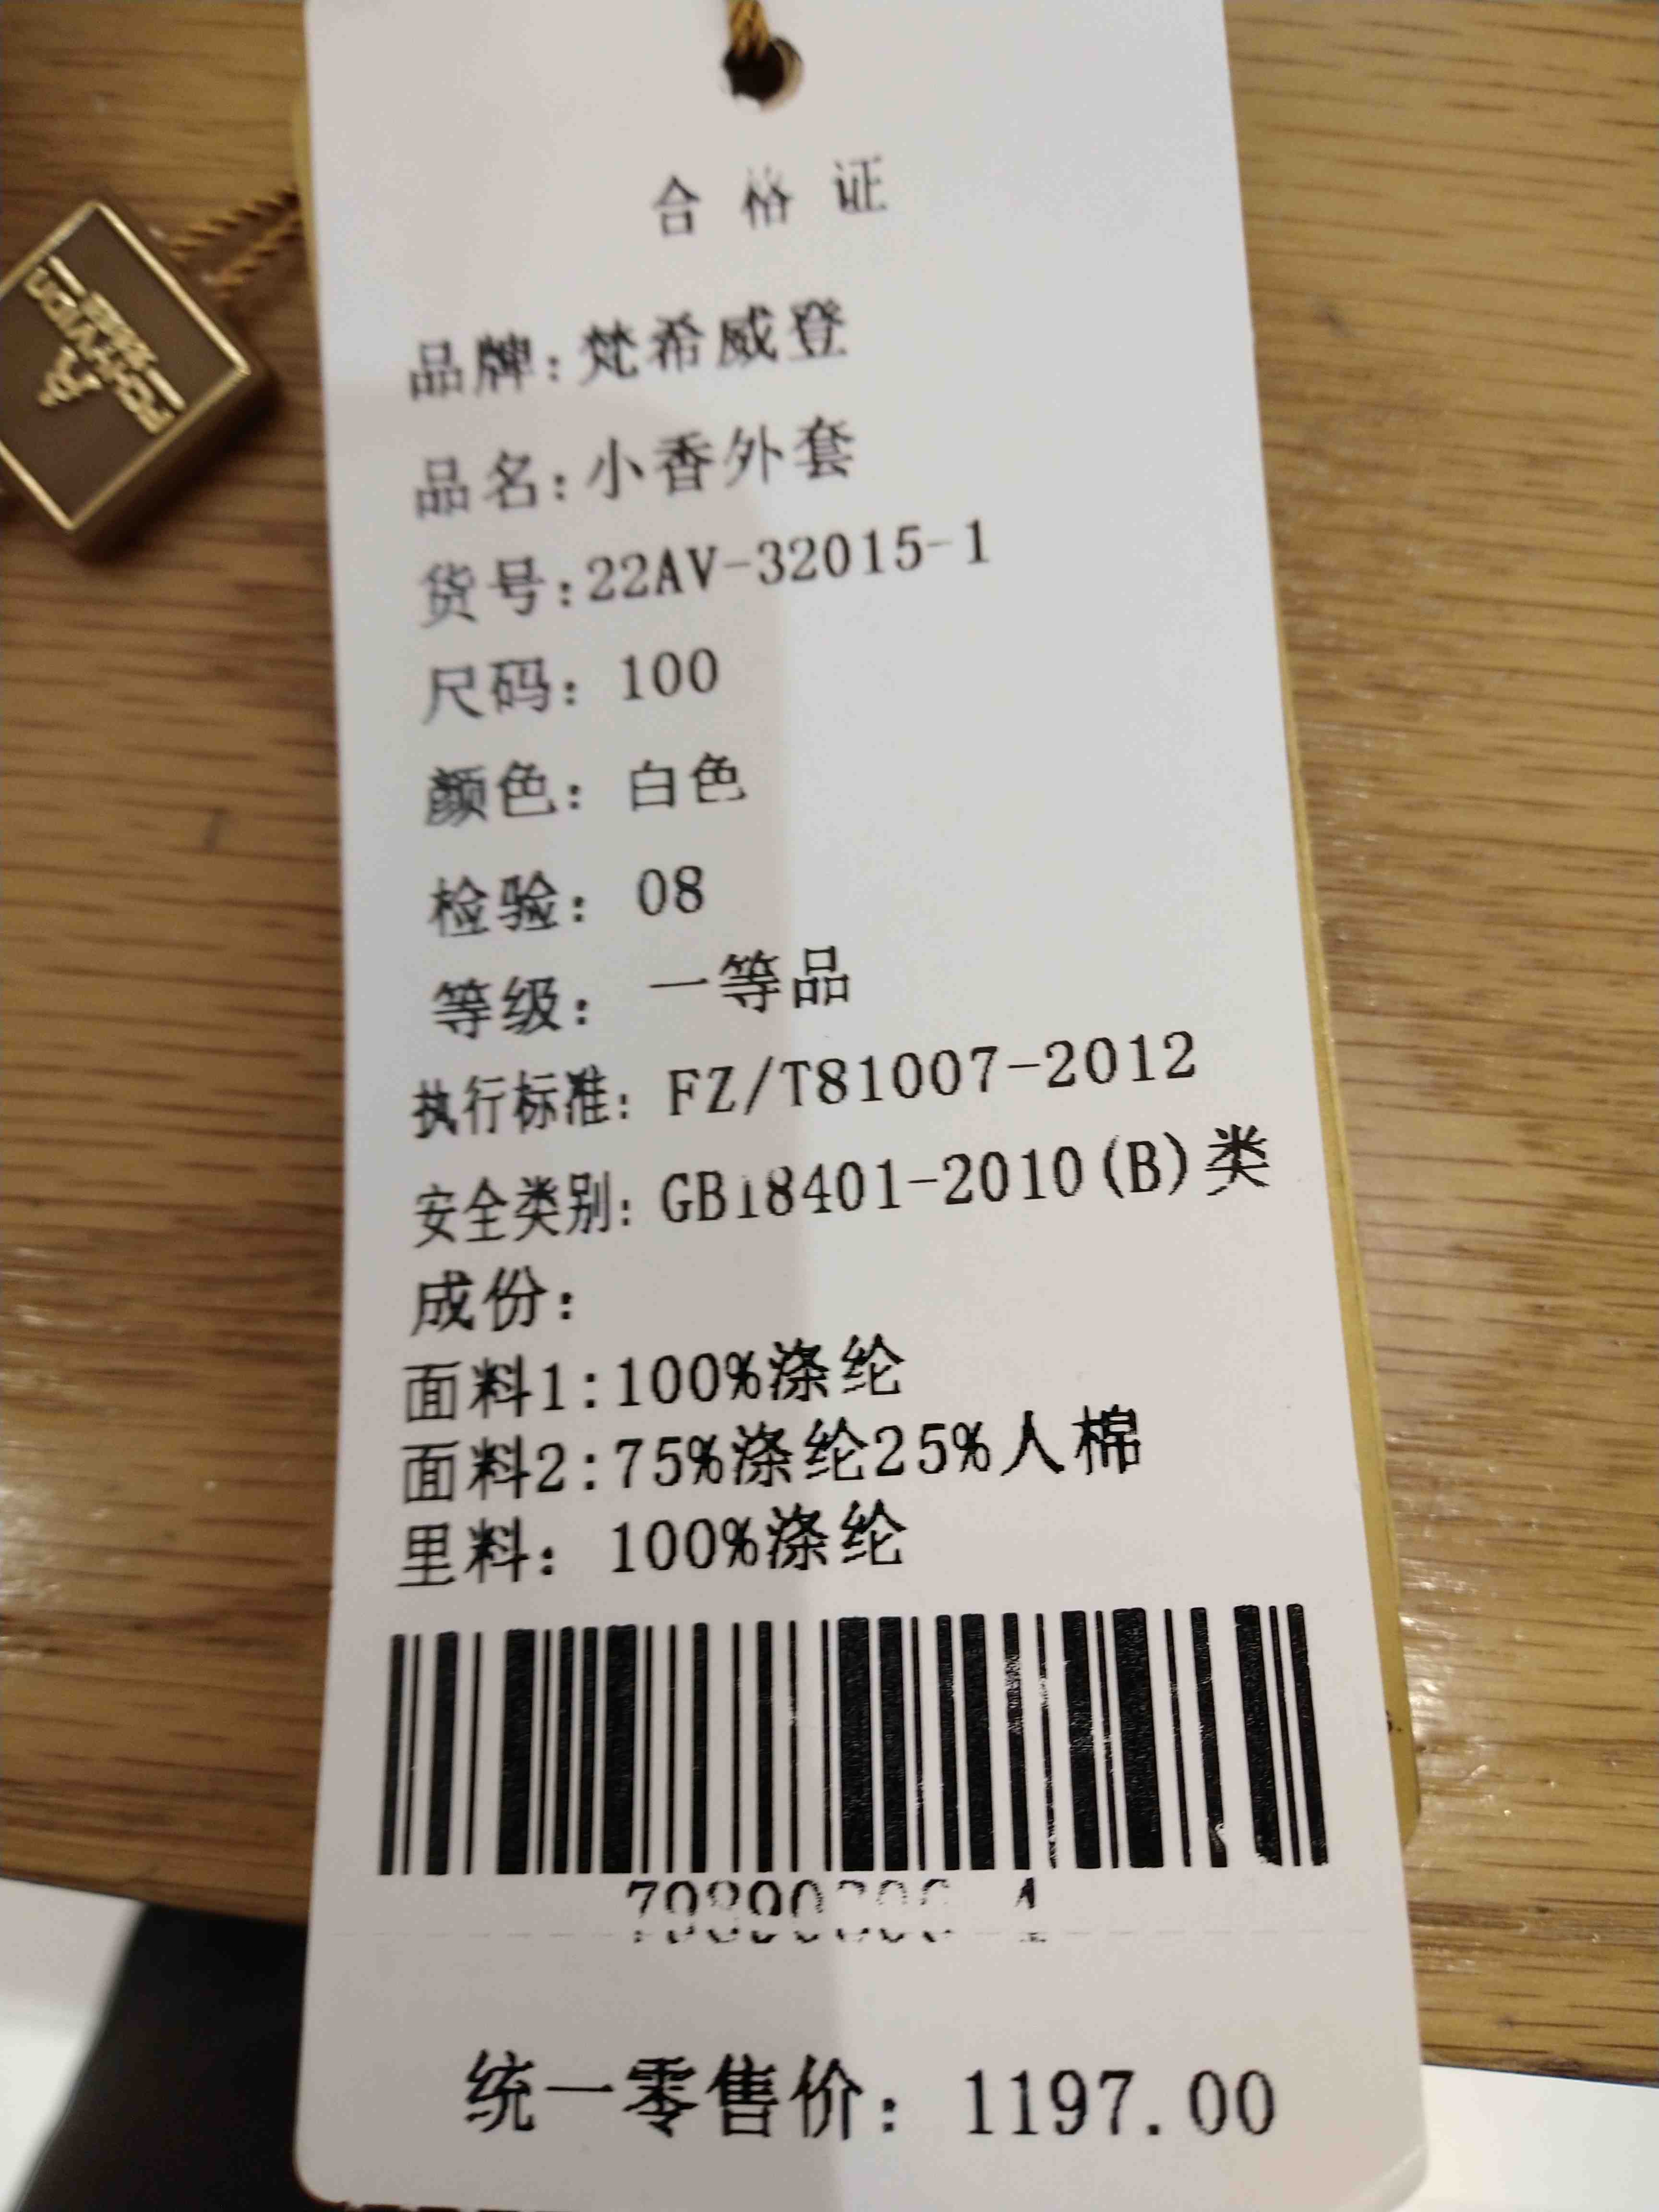 合格证
品牌:梵希威登
品名:小香外套
货号:22AV-32015-1
尺码: 100
颜色: 白色
检验: 08
等级: 一等品
执行标准: FZ/T81007-2012
安全类别: GB18401-2010(B)类
成份:
面料1:100%涤纶
面料2:75%涤纶25%人棉
里料: 100%涤纶
统一零售价: 1197.00